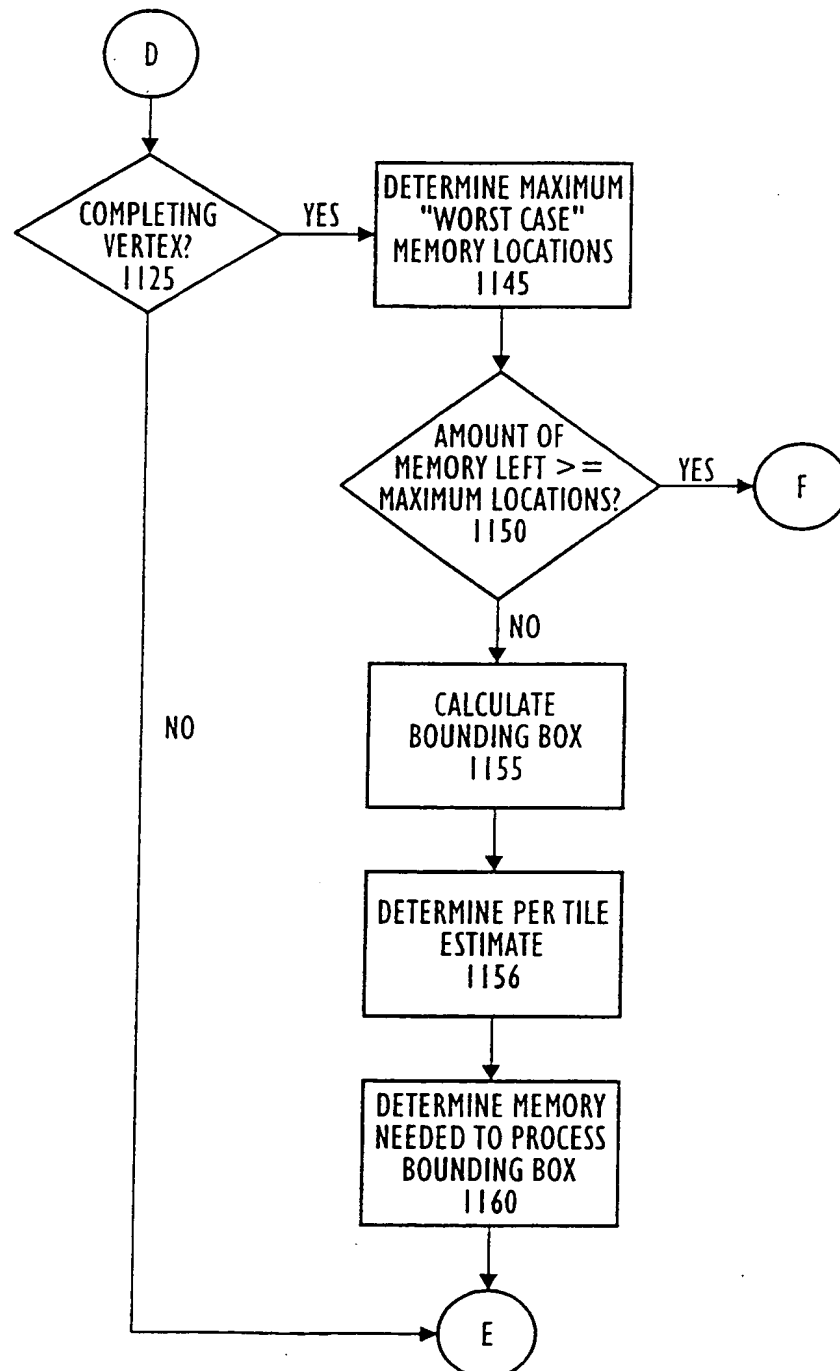 D
COMPLETING
VERTEX?
1125
YES
DETERMINE MAXIMUM
"WORST CASE"
MEMORY LOCATIONS
1145
AMOUNT OF
MEMORY LEFT >=
MAXIMUM LOCATIONS?
1150
YES
F
NO
CALCULATE
BOUNDING BOX
1155
NO
DETERMINE PER TILE
ESTIMATE
1156
DETERMINE MEMORY
NEEDED TO PROCESS
BOUNDING BOX
1160
E